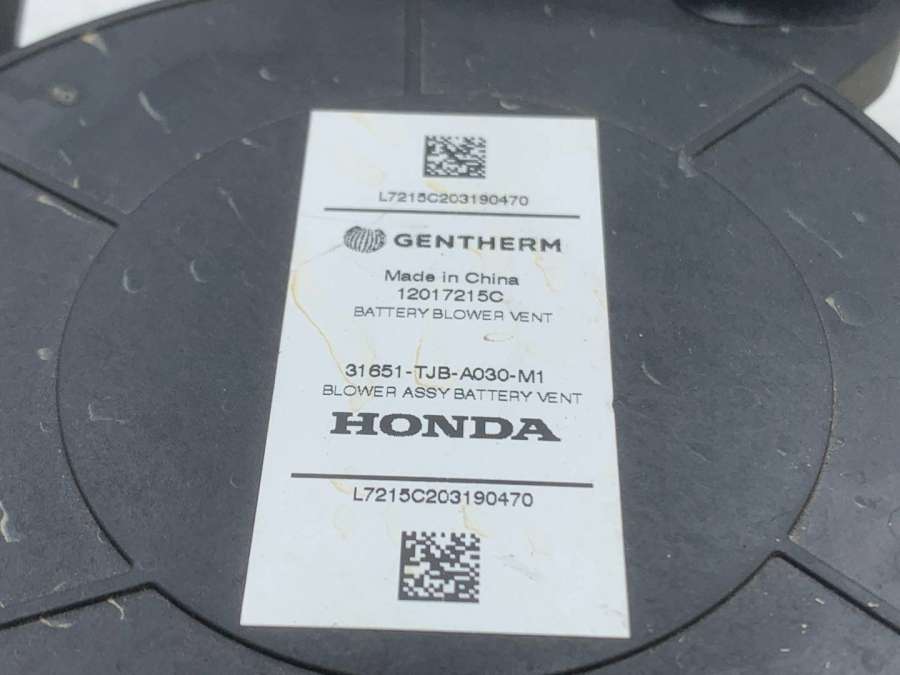 L7215C203190470
GENTHERM
Made in China
12017215C
BATTERY BLOWER VENT
31651-TJB-A030-M1
BLOWER ASSY BATTERY VENT
HONDA
L7215C203190470